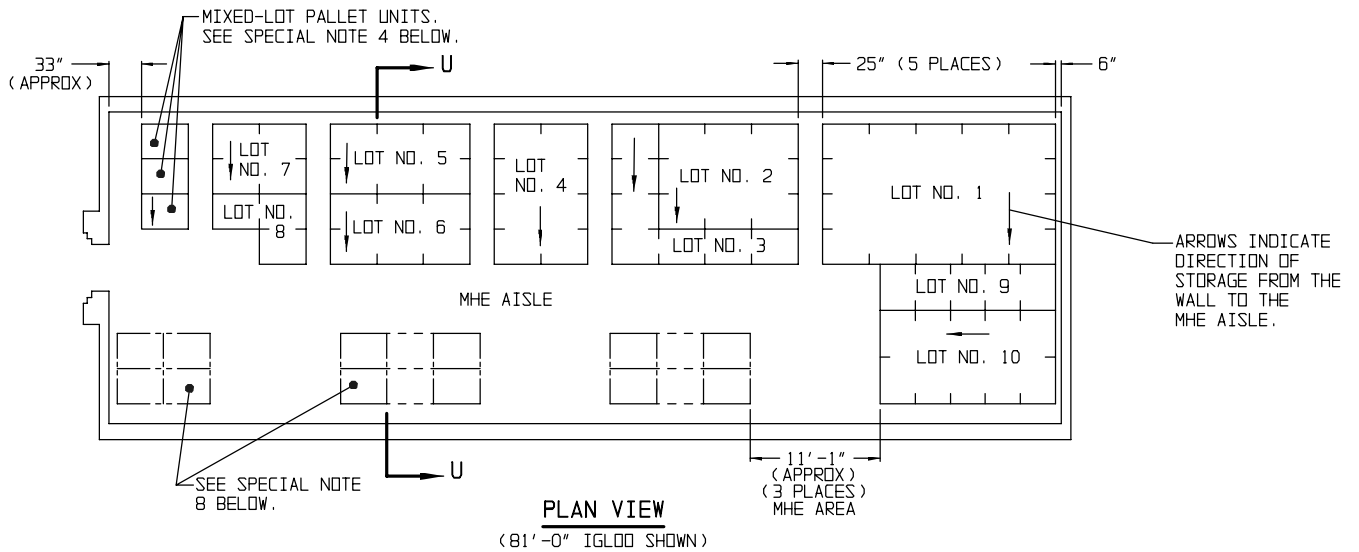 MIXED-LOT PALLET UNITS.
SEE SPECIAL NOTE 4 BELOW.
33"
(APPROX)
U
25" (5 PLACES)
6"
LOT
NO. 7
LOT NO.
8
LOT NO. 5
LOT NO. 6
LOT
NO. 4
LOT NO. 2
LOT NO. 3
LOT NO. 1
ARROWS INDICATE
DIRECTION OF
STORAGE FROM THE
WALL TO THE
MHE AISLE.
MHE AISLE
LOT NO. 9
LOT NO. 10
SEE SPECIAL NOTE
8 BELOW.
U
11'-1"
(APPROX)
(3 PLACES)
MHE AREA
PLAN VIEW
(81'-0" IGLOO SHOWN)